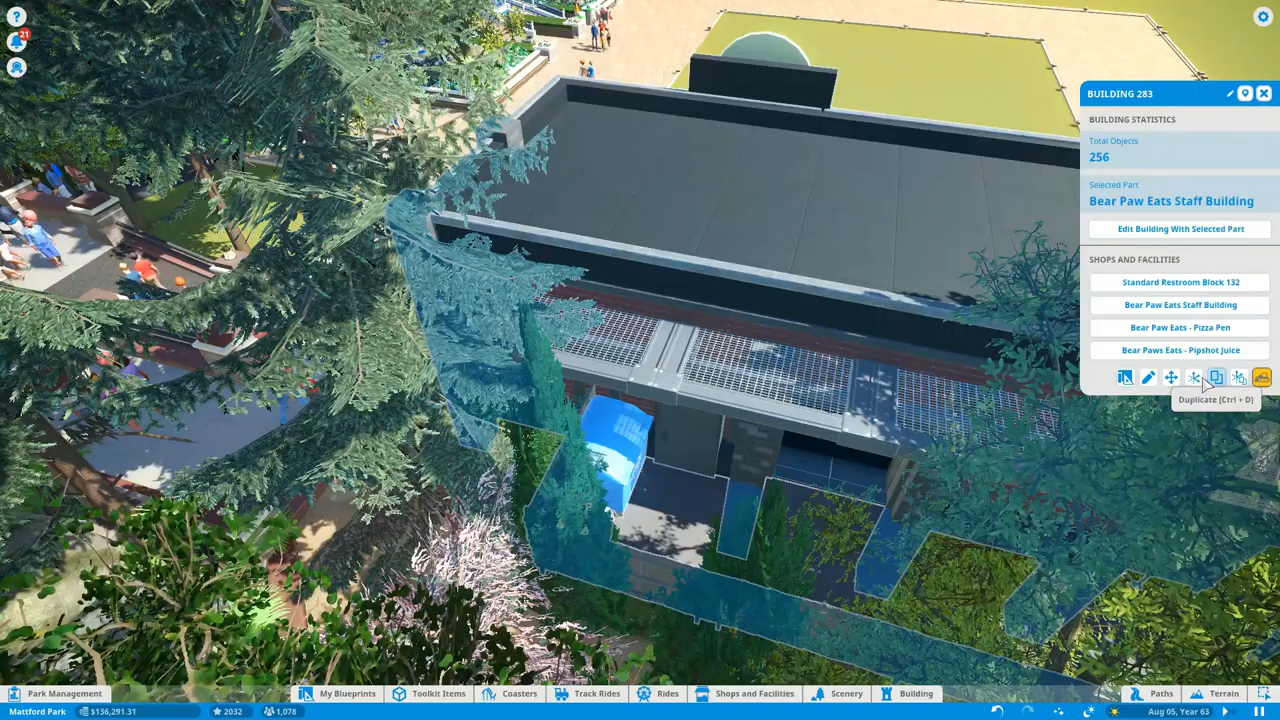 ?
21
BUILDING 283
BUILDING STATISTICS
Total Objects
256
Selected Part
Bear Paw Eats Staff Building
Edit Building With Selected Part
SHOPS AND FACILITIES
Standard Restroom Block 132
Bear Paw Eats Staff Building
Bear Paw Eats - Pizza Pen
Bear Paws Eats - Pipshot Juice
Duplicate [Ctrl + D]
Park Management
My Blueprints
Toolkit Items
Coasters
Track Rides
Rides
Shops and Facilities
Scenery
Building
Paths
Terrain
Mattford Park
$136,291.31
2032
1,078
Aug 05, Year 63